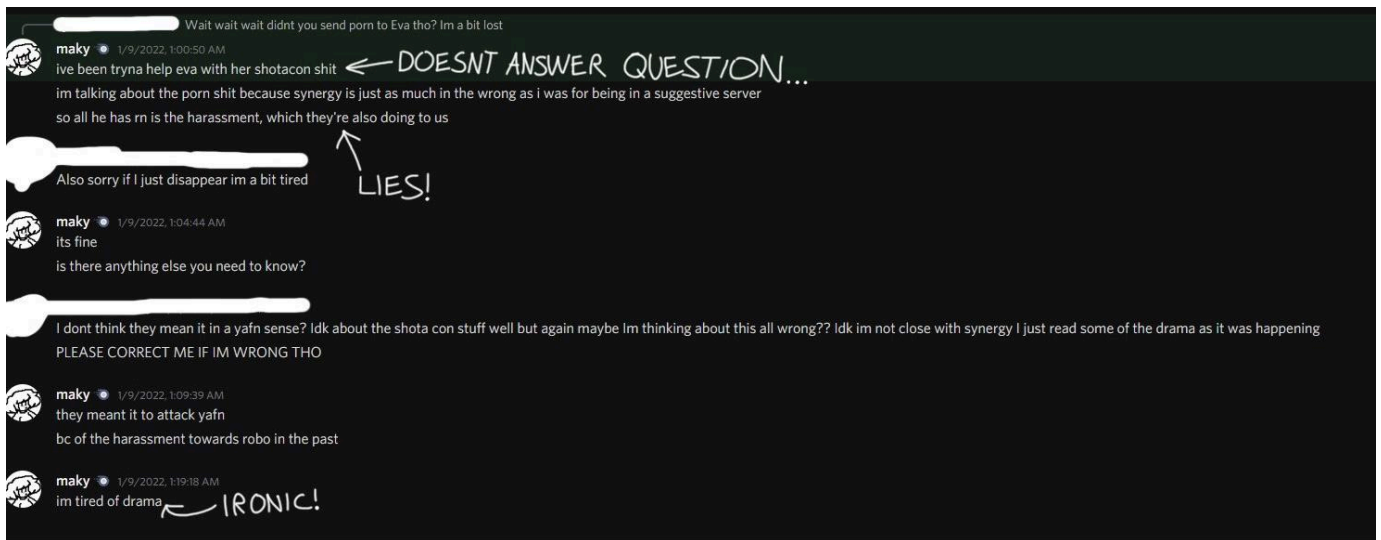 Wait wait wait didnt you send porn to Eva tho? Im a bit lost
maky 1/9/2022, 1:00:50 AM
ive been tryna help eva with her shotacon shit ← DOESNT ANSWER QUESTION...
im talking about the porn shit because synergy is just as much in the wrong as i was for being in a suggestive server
so all he has rn is the harassment, which they're also doing to us
LIES!
Also sorry if I just disappear im a bit tired
maky 1/9/2022, 1:04:44 AM
its fine
is there anything else you need to know?
I dont think they mean it in a yafn sense? Idk about the shota con stuff well but again maybe Im thinking about this all wrong?? Idk im not close with synergy I just read some of the drama as it was happening
PLEASE CORRECT ME IF IM WRONG THO
maky 1/9/2022, 1:09:39 AM
they meant it to attack yafn
bc of the harassment towards robo in the past
maky 1/9/2022, 1:19:18 AM
im tired of drama ← IRONIC!